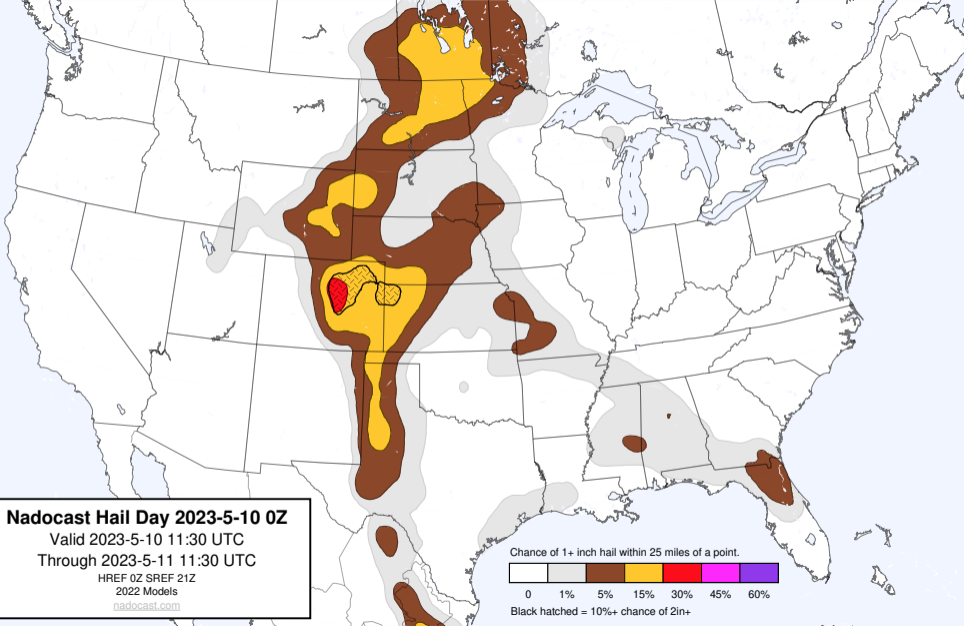 Nadocast Hail Day 2023-5-10 0Z
Valid 2023-5-10 11:30 UTC
Through 2023-5-11 11:30 UTC
HREF 0Z SREF 21Z
2022 Models
nadocast.com
Chance of 1+ inch hail within 25 miles of a point.
0 1% 5% 15% 30% 45% 60%
Black hatched = 10%+ chance of 2in+